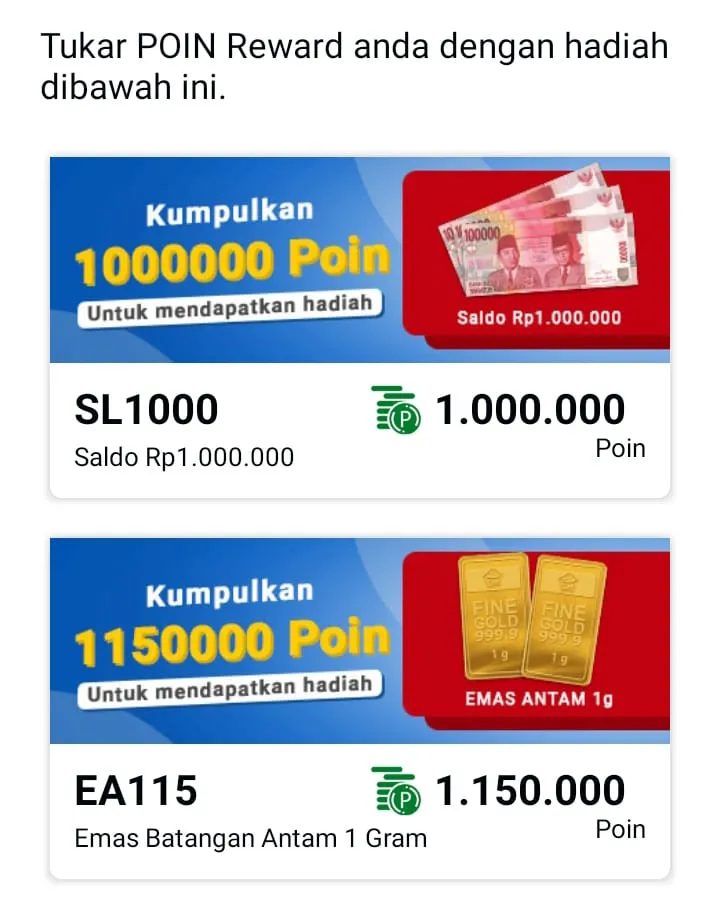 Tukar POIN Reward anda dengan hadiah
dibawah ini.
Kumpulkan
1000000 Poin
Untuk mendapatkan hadiah
100000
Saldo Rp1.000.000
SL1000
P
1.000.000
Saldo Rp1.000.000
Poin
Kumpulkan
1150000 Poin
Untuk mendapatkan hadiah
FINE
GOLD
999.9
1g
FINE
GOLD
999.9
1g
EMAS ANTAM 1g
EA115
P
1.150.000
Emas Batangan Antam 1 Gram
Poin